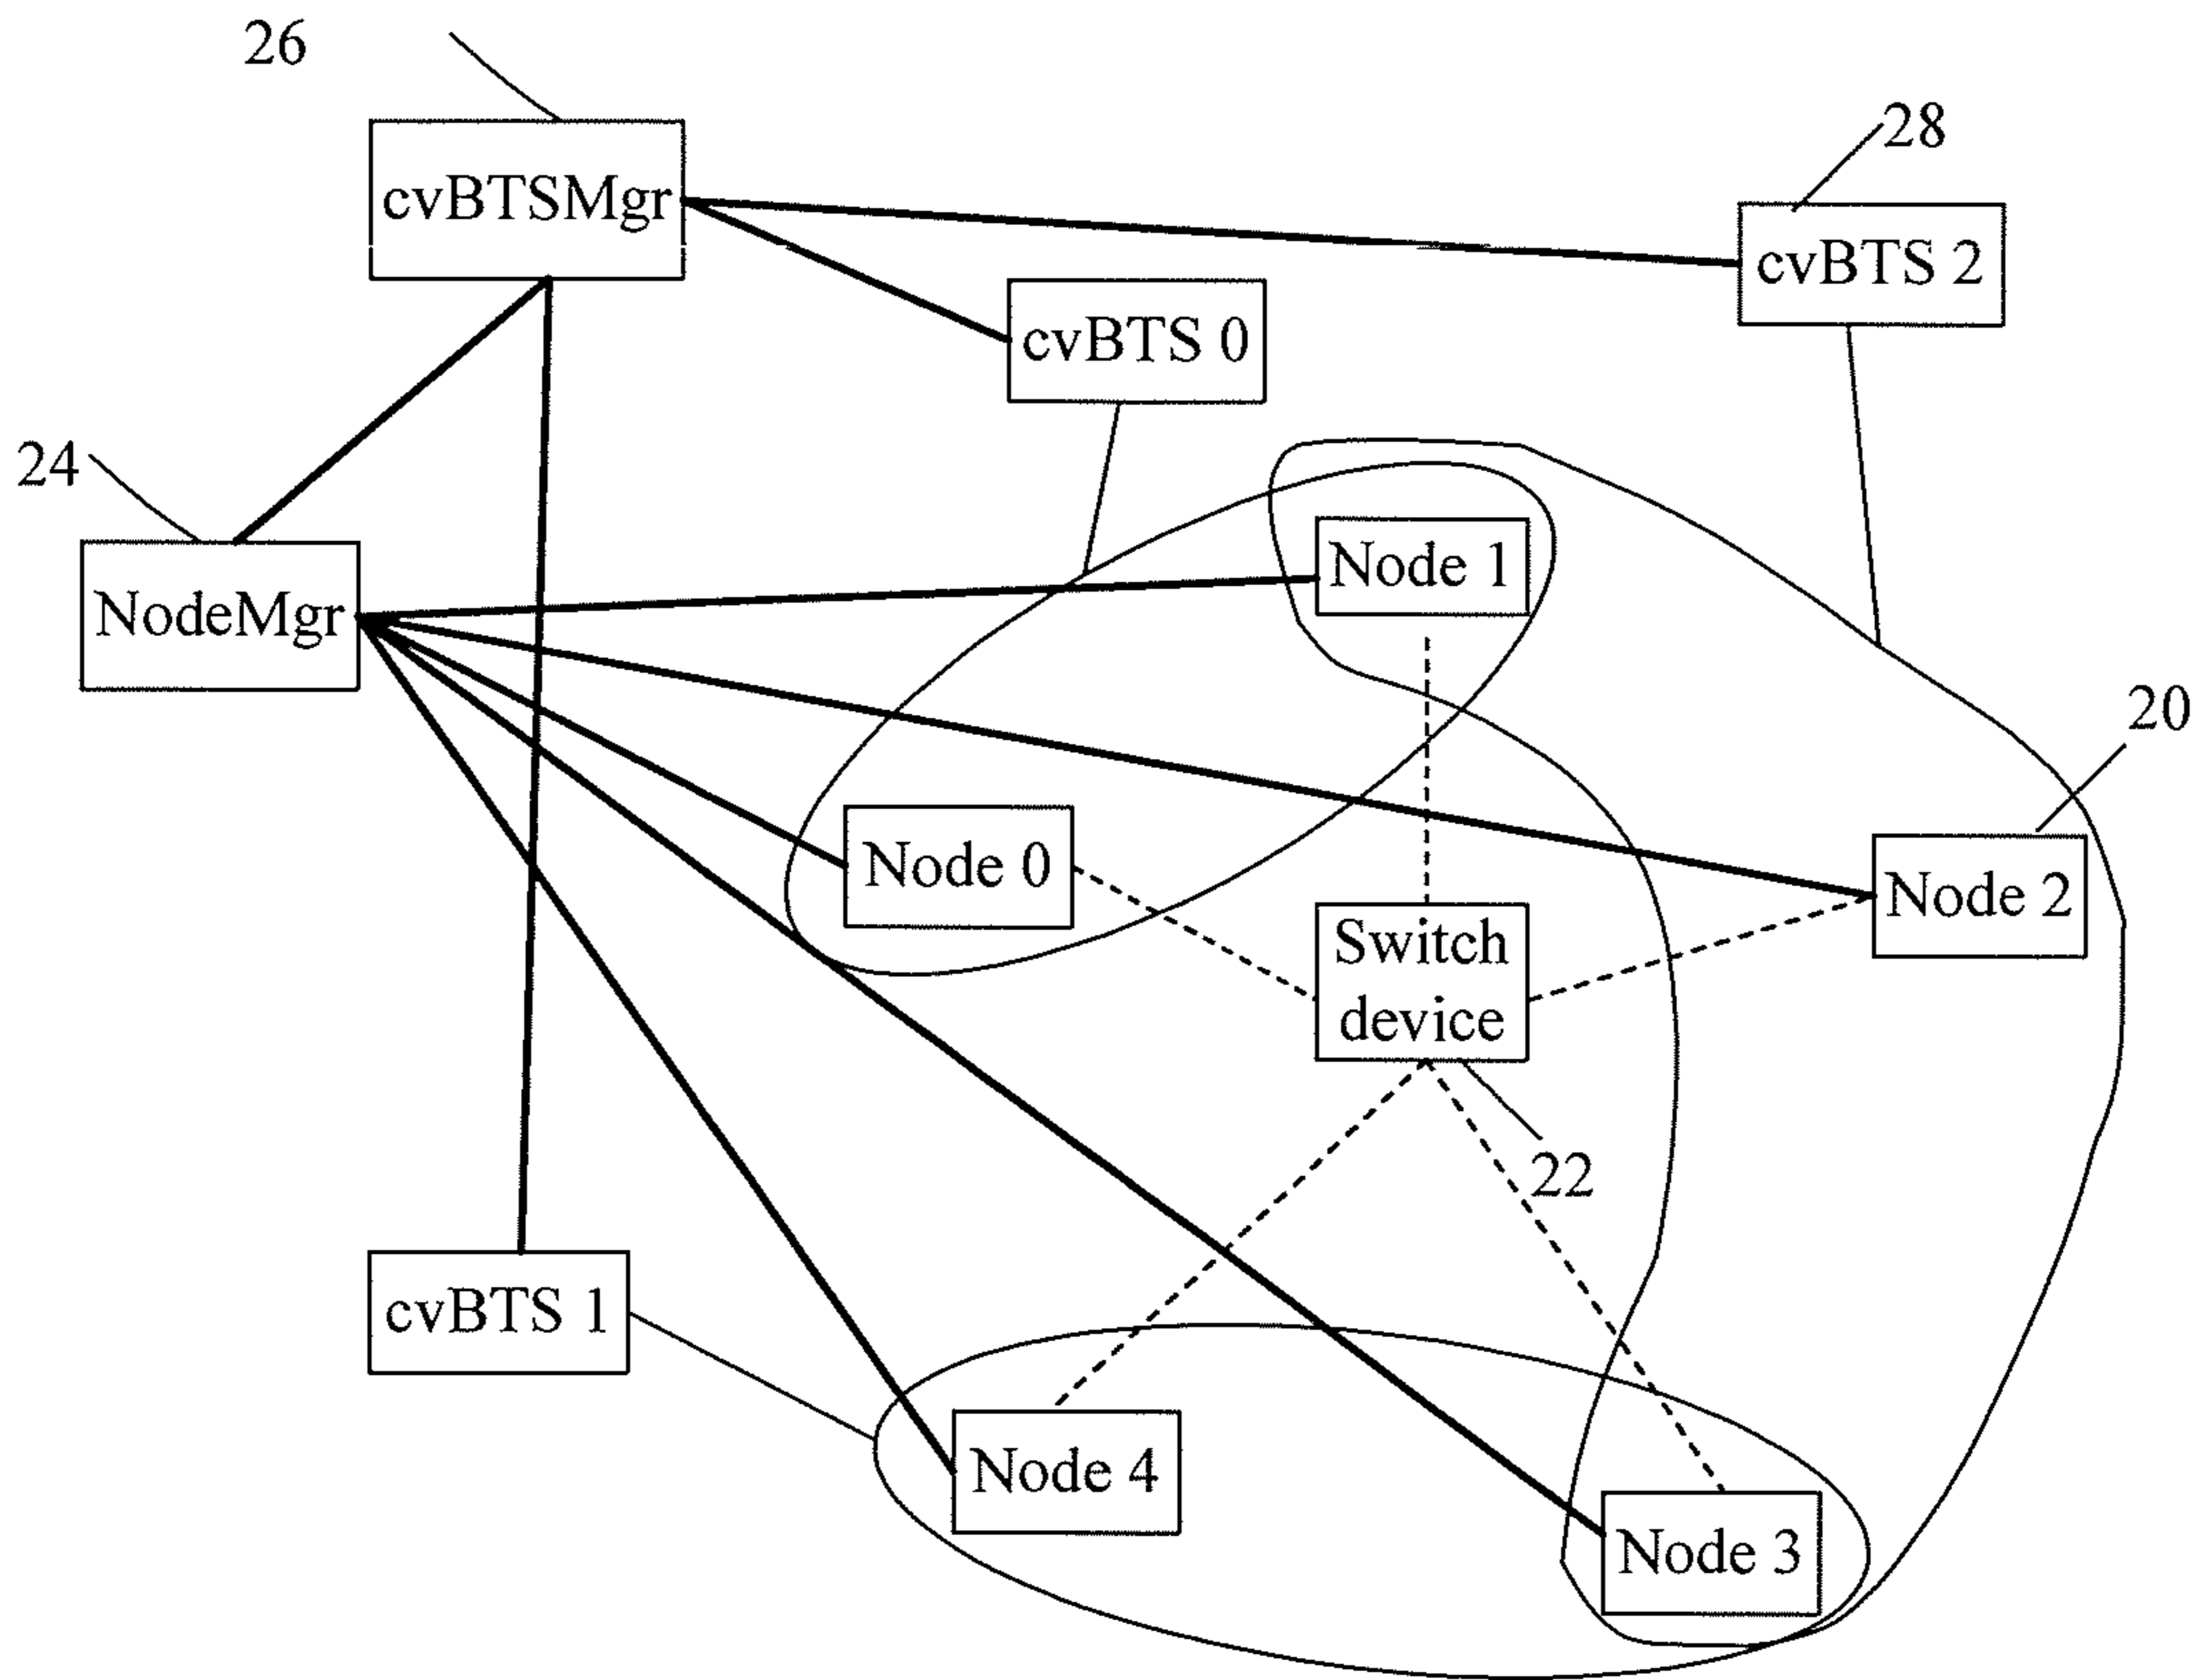 26
28
cvBTSMgr
cvBTS 2
cvBTS 0
24
Node 1
NodeMgr
20
Node 0
Node 2
Switch
device
22
cvBTS 1
Node 4
Node 3